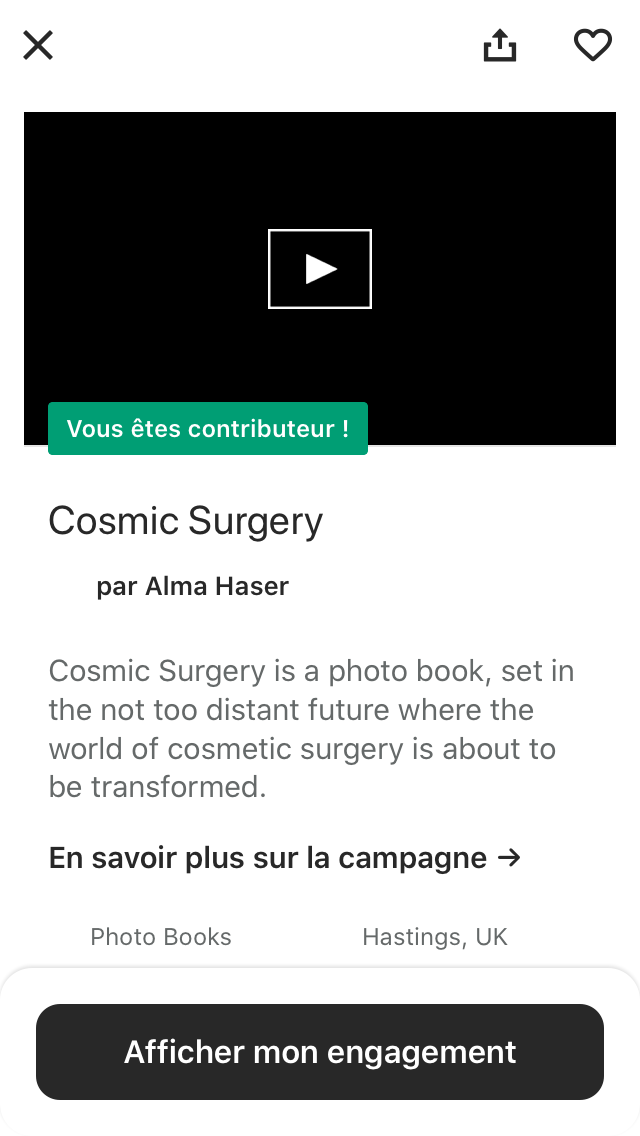 Vous êtes contributeur !
Cosmic Surgery
par Alma Haser
Cosmic Surgery is a photo book, set in
the not too distant future where the
world of cosmetic surgery is about to
be transformed.
En savoir plus sur la campagne →
Photo Books
Hastings, UK
Afficher mon engagement